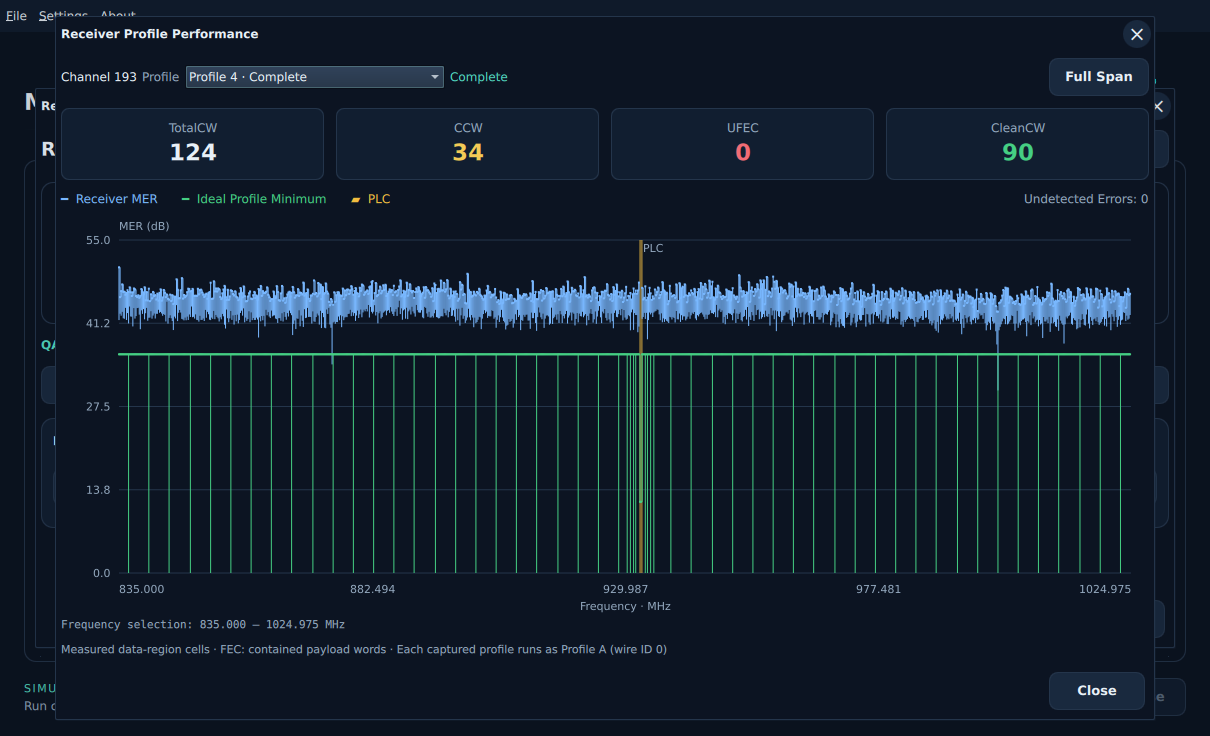 File Settings About
Receiver Profile Performance
Channel 193 Profile Profile 4 · Complete Complete
Full Span
TotalCW
124
CCW
34
UFEC
0
CleanCW
90
Receiver MER Ideal Profile Minimum PLC
Undetected Errors: 0
MER (dB)
PLC
55.0
41.2
27.5
13.8
0.0
835.000 882.494 929.987 977.481 1024.975
Frequency · MHz
Frequency selection: 835.000 — 1024.975 MHz
Measured data-region cells · FEC: contained payload words · Each captured profile runs as Profile A (wire ID 0)
Close
Run